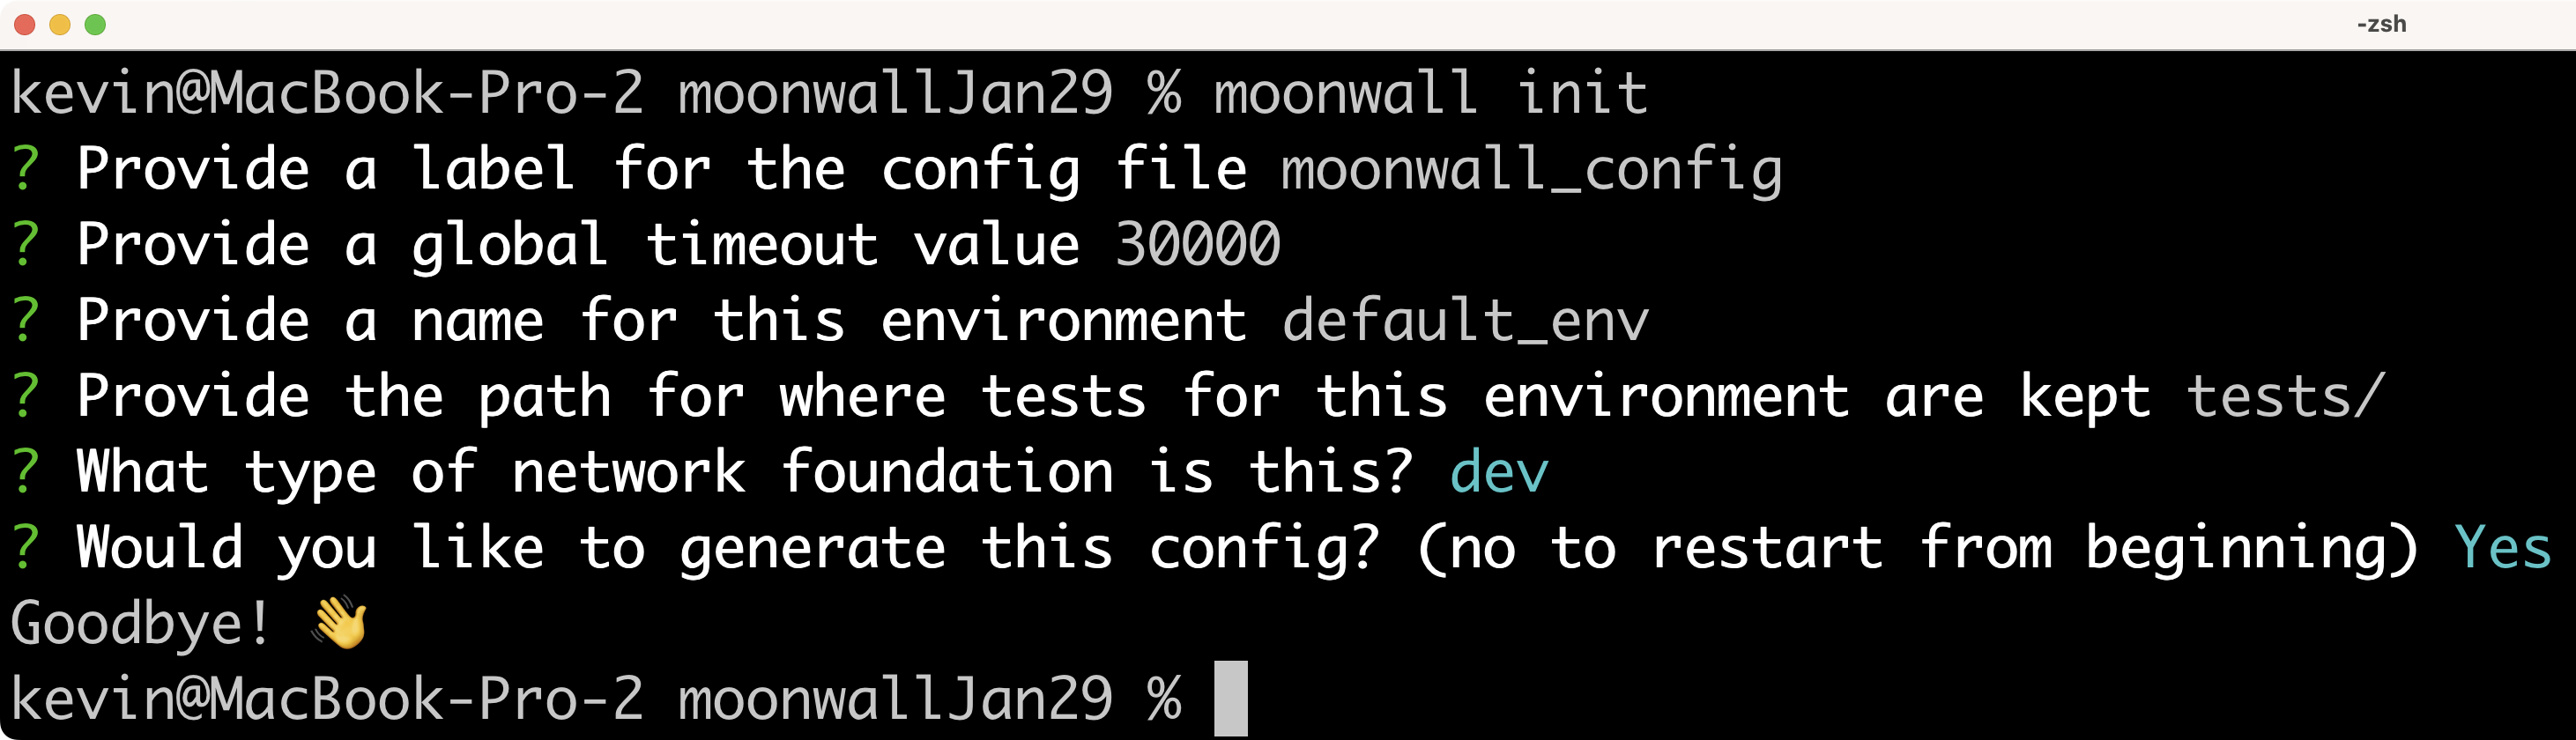 -zsh
kevin@MacBook-Pro-2 moonwallJan29 % moonwall init
? Provide a label for the config file moonwall_config
? Provide a global timeout value 30000
? Provide a name for this environment default_env
? Provide the path for where tests for this environment are kept tests/
? What type of network foundation is this? dev
? Would you like to generate this config? (no to restart from beginning) Yes
Goodbye! 👋
kevin@MacBook-Pro-2 moonwallJan29 %